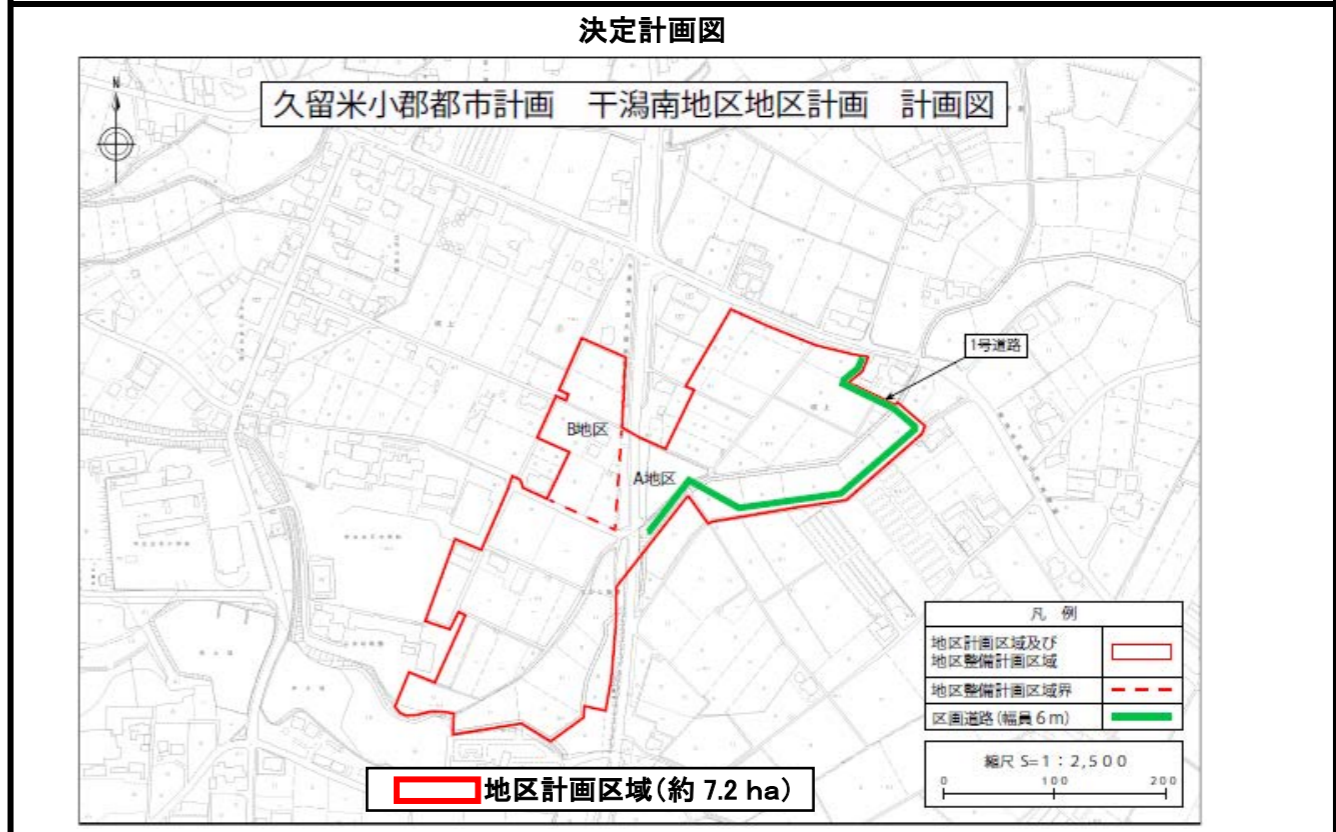 決定計画図
N
久留米小郡都市計画 干潟南地区地区計画 計画図
1号道路
B地区
A地区
凡 例
地区計画区域及び
地区整備計画区域
地区整備計画区域界
区画道路(幅員6m)
縮尺 S=1:2,500
0 100 200
地区計画区域(約 7.2 ha)